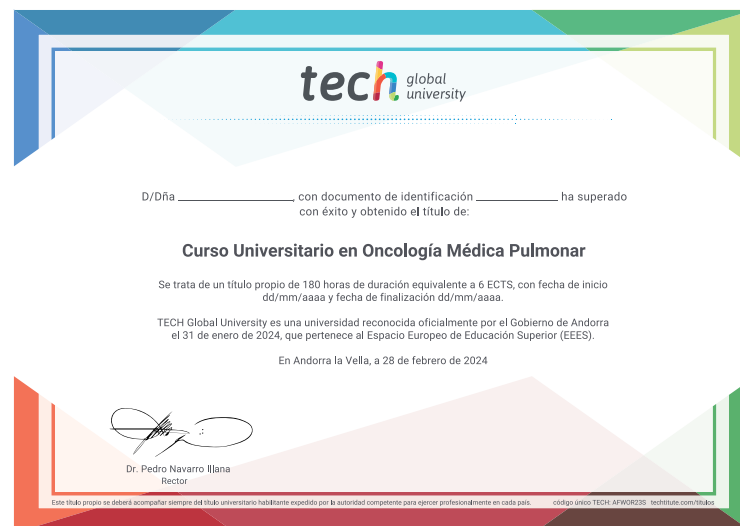 tech global
university
D/Dña ____________, con documento de identificación ____________ ha superado
con éxito y obtenido el título de:
Curso Universitario en Oncología Médica Pulmonar
Se trata de un título propio de 180 horas de duración equivalente a 6 ECTS, con fecha de inicio
dd/mm/aaaa y fecha de finalización dd/mm/aaaa.
TECH Global University es una universidad reconocida oficialmente por el Gobierno de Andorra
el 31 de enero de 2024, que pertenece al Espacio Europeo de Educación Superior (EEES).
En Andorra la Vella, a 28 de febrero de 2024
Dr. Pedro Navarro Illana
Rector
Este título propio se deberá acompañar siempre del título universitario habilitante expedido por la autoridad competente para ejercer profesionalmente en cada país. código único TECH: AFWOR23S techtitute.com/titulos